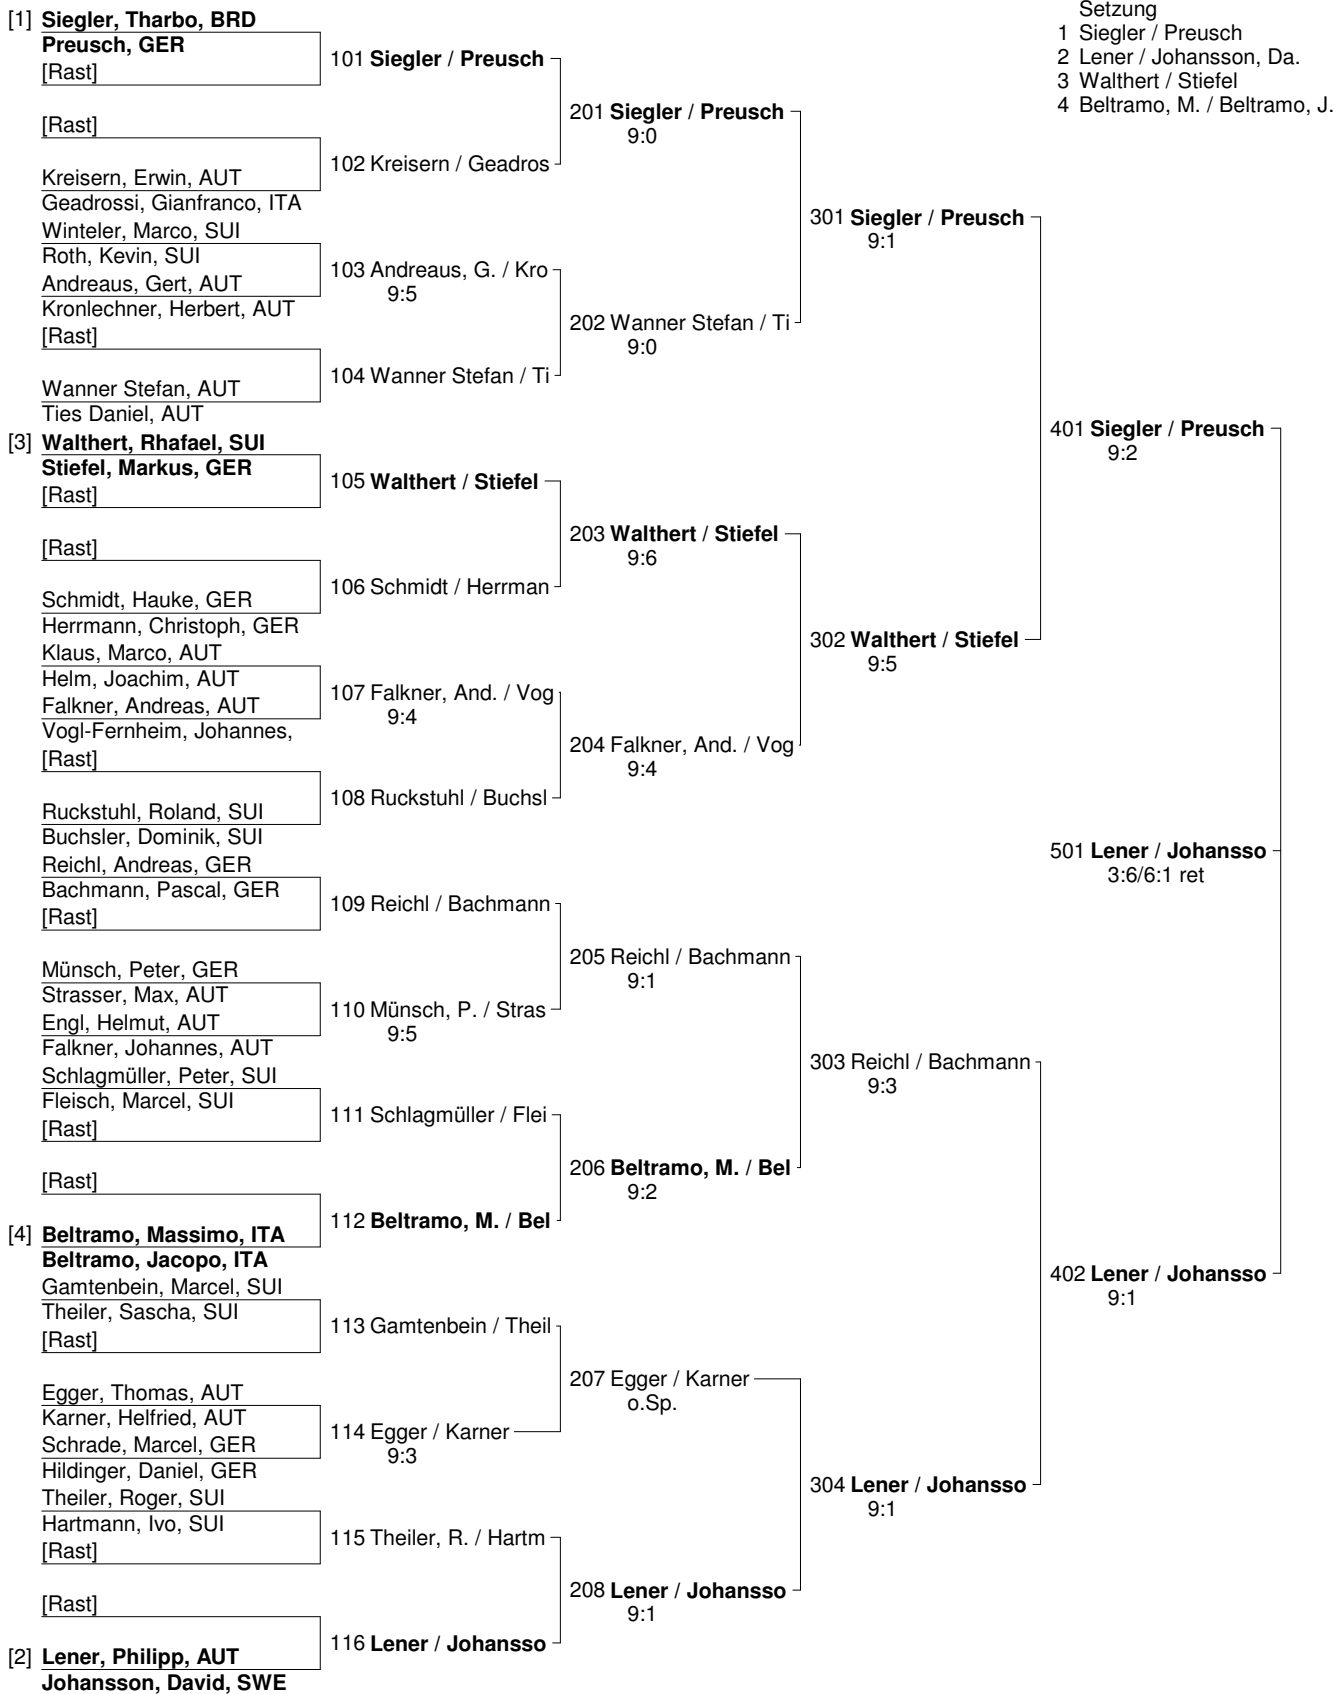 [1] Siegler, Tharbo, BRD
Preusch, GER
[Rast]
[Rast]
Kreisern, Erwin, AUT
Geadrossi, Gianfranco, ITA
Winteler, Marco, SUI
Roth, Kevin, SUI
Andreaus, Gert, AUT
Kronlechner, Herbert, AUT
[Rast]
Wanner Stefan, AUT
Ties Daniel, AUT
[3] Walthert, Rhafael, SUI
Stiefel, Markus, GER
[Rast]
[Rast]
Schmidt, Hauke, GER
Herrmann, Christoph, GER
Klaus, Marco, AUT
Helm, Joachim, AUT
Falkner, Andreas, AUT
Vogl-Fernheim, Johannes,
[Rast]
Ruckstuhl, Roland, SUI
Buchsler, Dominik, SUI
Reichl, Andreas, GER
Bachmann, Pascal, GER
[Rast]
Münsch, Peter, GER
Strasser, Max, AUT
Engl, Helmut, AUT
Falkner, Johannes, AUT
Schlagmüller, Peter, SUI
Fleisch, Marcel, SUI
[Rast]
[Rast]
[4] Beltramo, Massimo, ITA
Beltramo, Jacopo, ITA
Gamtenbein, Marcel, SUI
Theiler, Sascha, SUI
[Rast]
Egger, Thomas, AUT
Karner, Helfried, AUT
Schrade, Marcel, GER
Hildinger, Daniel, GER
Theiler, Roger, SUI
Hartmann, Ivo, SUI
[Rast]
[Rast]
[2] Lener, Philipp, AUT
Johansson, David, SWE
101 Siegler / Preusch
102 Kreisern / Geadros
103 Andreaus, G. / Kro
9:5
104 Wanner Stefan / Ti
105 Walthert / Stiefel
106 Schmidt / Herrman
107 Falkner, And. / Vog
9:4
108 Ruckstuhl / Buchsl
109 Reichl / Bachmann
110 Münsch, P. / Stras
9:5
111 Schlagmüller / Flei
112 Beltramo, M. / Bel
113 Gamtenbein / Theil
114 Egger / Karner
9:3
115 Theiler, R. / Hartm
116 Lener / Johansso
201 Siegler / Preusch
9:0
202 Wanner Stefan / Ti
9:0
203 Walthert / Stiefel
9:6
204 Falkner, And. / Vog
9:4
205 Reichl / Bachmann
9:1
206 Beltramo, M. / Bel
9:2
207 Egger / Karner
o.Sp.
208 Lener / Johansso
9:1
301 Siegler / Preusch
9:1
302 Walthert / Stiefel
9:5
303 Reichl / Bachmann
9:3
304 Lener / Johansso
9:1
401 Siegler / Preusch
9:2
402 Lener / Johansso
9:1
501 Lener / Johansso
3:6/6:1 ret
Setzung
1 Siegler / Preusch
2 Lener / Johansson, Da.
3 Walthert / Stiefel
4 Beltramo, M. / Beltramo, J.